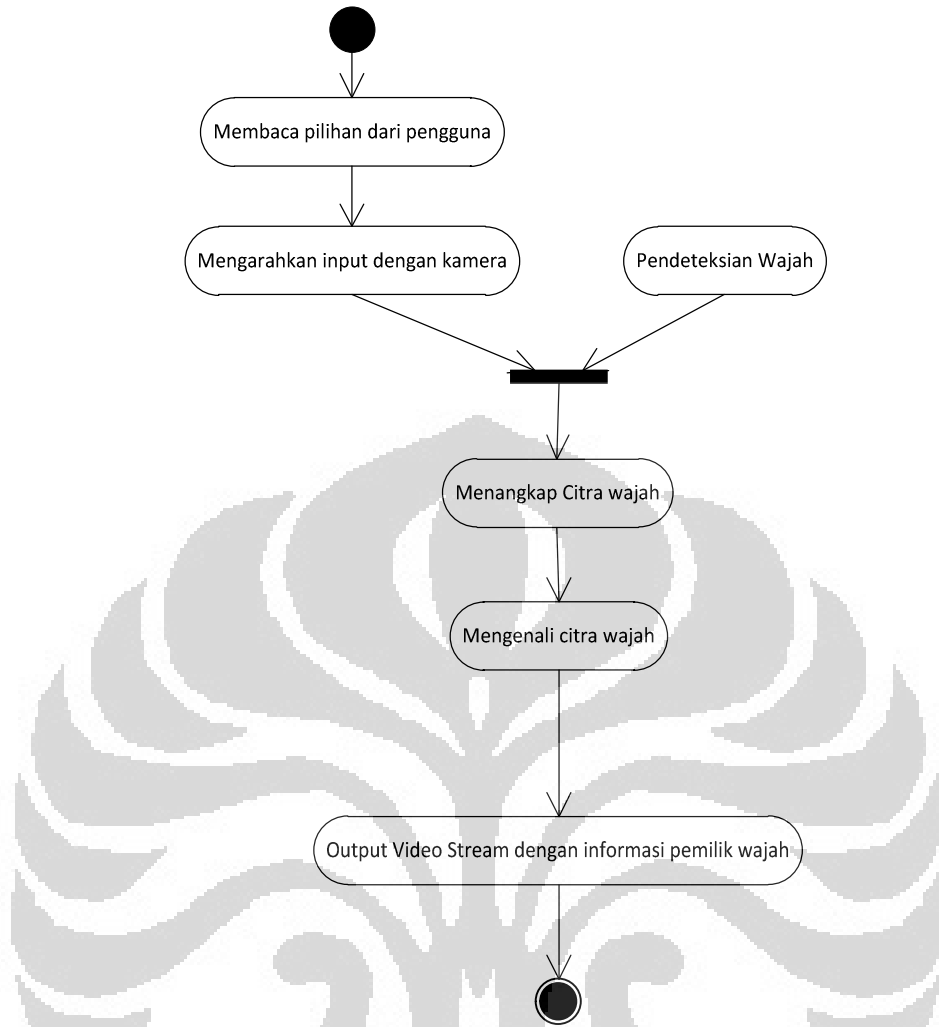 Membaca pilihan dari pengguna
Mengarahkan input dengan kamera
Pendeteksian Wajah
Menangkap Citra wajah
Mengenali citra wajah
Output Video Stream dengan informasi pemilik wajah